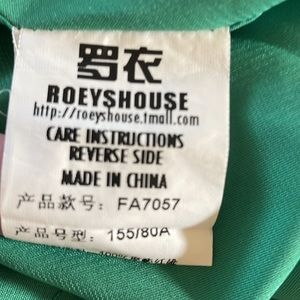 罗衣
ROEYSHOUSE
http://roeyshouse.tmall.com
CARE INSTRUCTIONS
REVERSE SIDE
MADE IN CHINA
产品款号: FA7057
产品号型: 155/80A